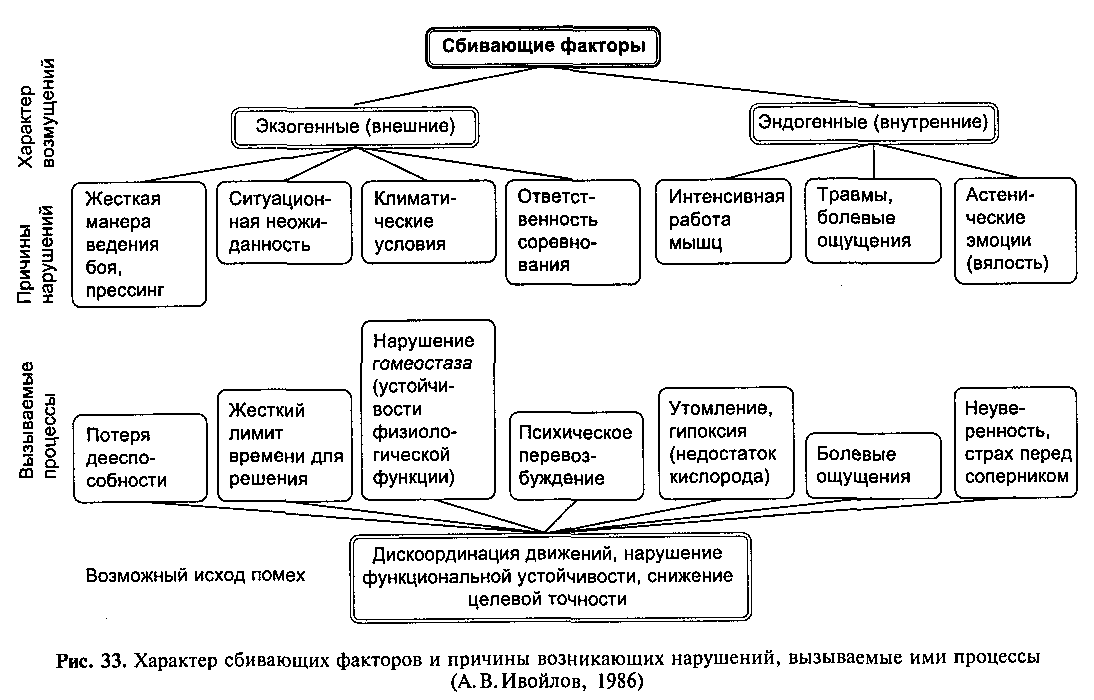 Сбивающие факторы
Характер
возмущений
Экзогенные (внешние)
Эндогенные (внутренние)
Причины
нарушений
Жесткая
манера
ведения
боя,
прессинг
Ситуацион-
ная неожи-
данность
Климати-
ческие
условия
Ответст-
венность
соревно-
вания
Интенсивная
работа
мышц
Травмы,
болевые
ощущения
Астени-
ческие
эмоции
(вялость)
Вызываемые
процессы
Потеря
дееспо-
собности
Жесткий
лимит
времени для
решения
Нарушение
гомеостаза
(устойчи-
вости
физиоло-
гической
функции)
Психическое
перевоз-
буждение
Утомление,
гипоксия
(недостаток
кислорода)
Болевые
ощущения
Неуве-
ренность,
страх перед
соперником
Возможный исход помех
Дискоординация движений, нарушение
функциональной устойчивости, снижение
целевой точности
Рис. 33. Характер сбивающих факторов и причины возникающих нарушений, вызываемые ими процессы
(А.В.Ивойлов, 1986)